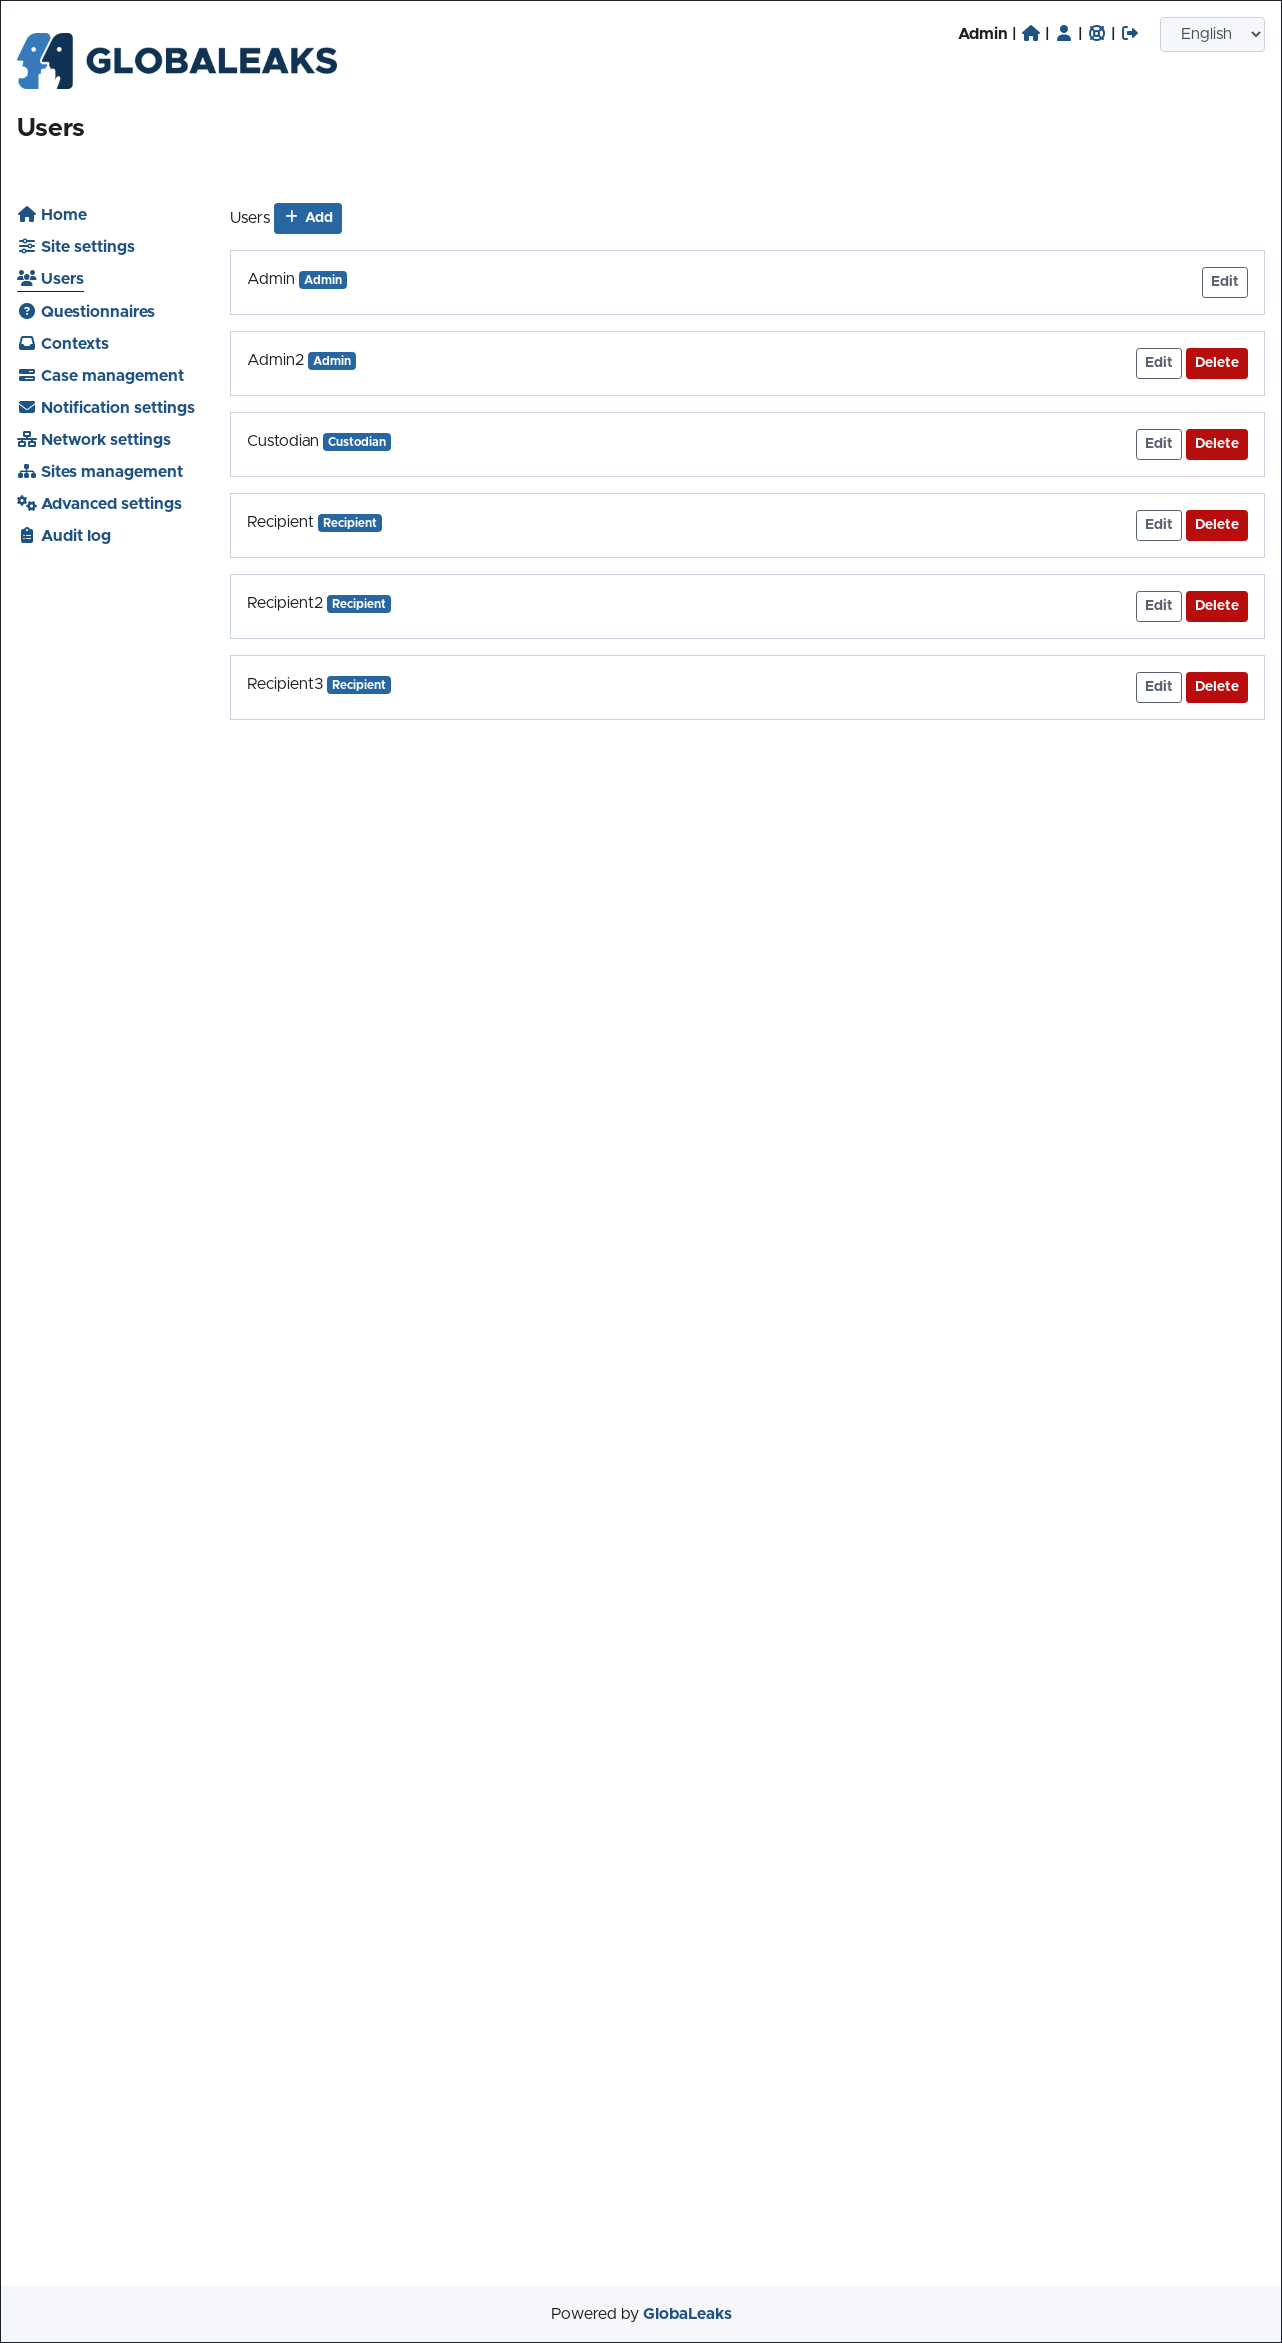 GLOBALEAKS
Admin | | | | English
Users
Home
Site settings
Users
Questionnaires
Contexts
Case management
Notification settings
Network settings
Sites management
Advanced settings
Audit log
Users + Add
Admin Admin Edit
Admin2 Admin Edit Delete
Custodian Custodian Edit Delete
Recipient Recipient Edit Delete
Recipient2 Recipient Edit Delete
Recipient3 Recipient Edit Delete
Powered by GlobaLeaks